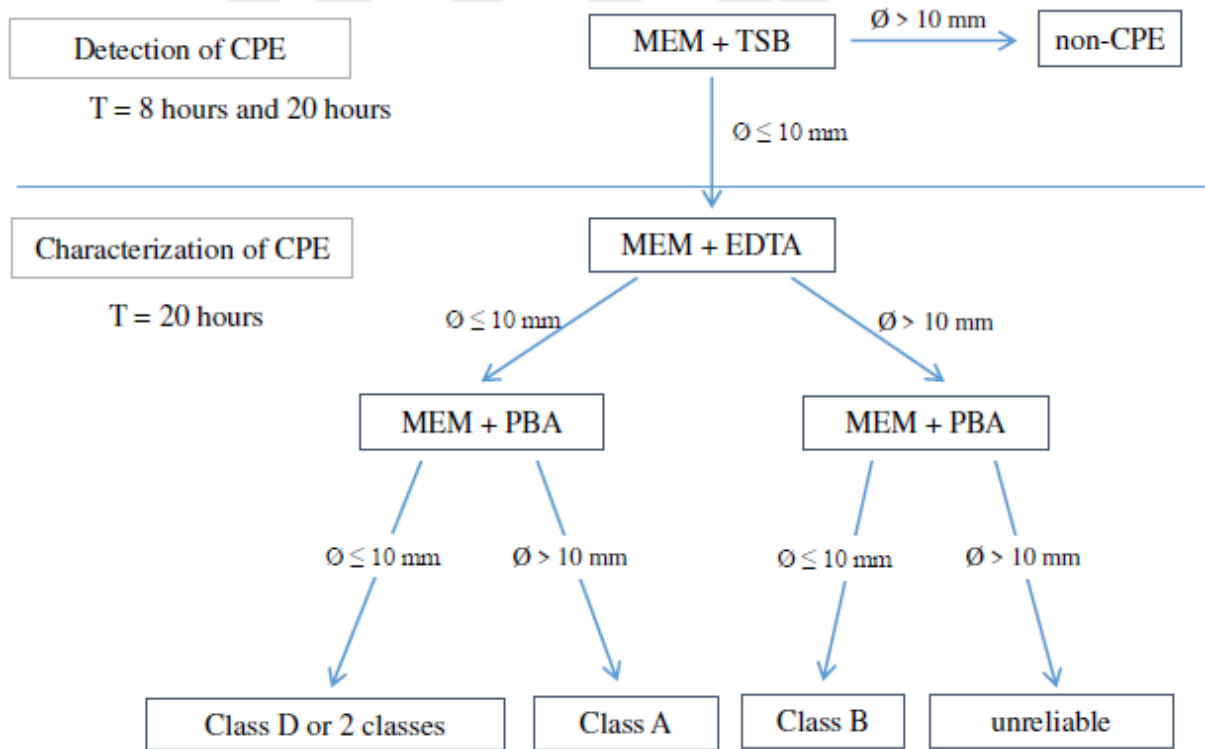 Detection of CPE
T = 8 hours and 20 hours
MEM + TSB
Ø > 10 mm
non-CPE
Ø ≤ 10 mm
Characterization of CPE
T = 20 hours
MEM + EDTA
Ø ≤ 10 mm
Ø > 10 mm
MEM + PBA
MEM + PBA
Ø ≤ 10 mm
Ø > 10 mm
Ø ≤ 10 mm
Ø > 10 mm
Class D or 2 classes
Class A
Class B
unreliable